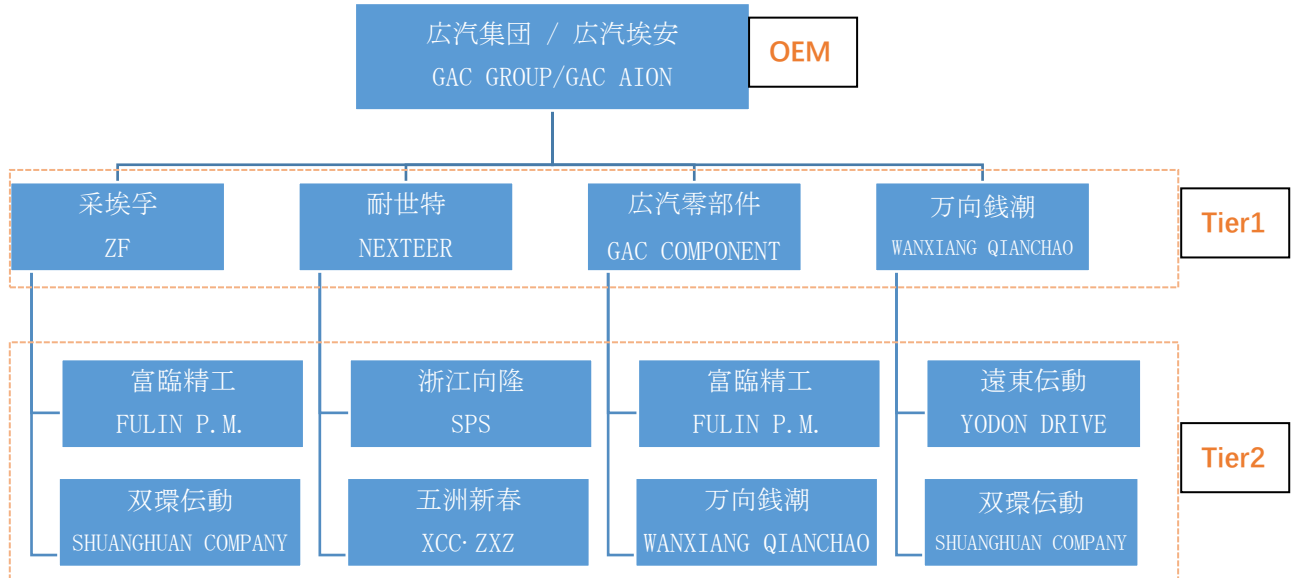 広汽集団 / 広汽埃安
GAC GROUP/GAC AION
OEM
采埃孚
ZF
耐世特
NEXTEER
広汽零部件
GAC COMPONENT
万向銭潮
WANXIANG QIANCHAO
Tier1
富臨精工
FULIN P.M.
浙江向隆
SPS
富臨精工
FULIN P.M.
遠東伝動
YODON DRIVE
Tier2
双環伝動
SHUANGHUAN COMPANY
五洲新春
XCC·ZXZ
万向銭潮
WANXIANG QIANCHAO
双環伝動
SHUANGHUAN COMPANY